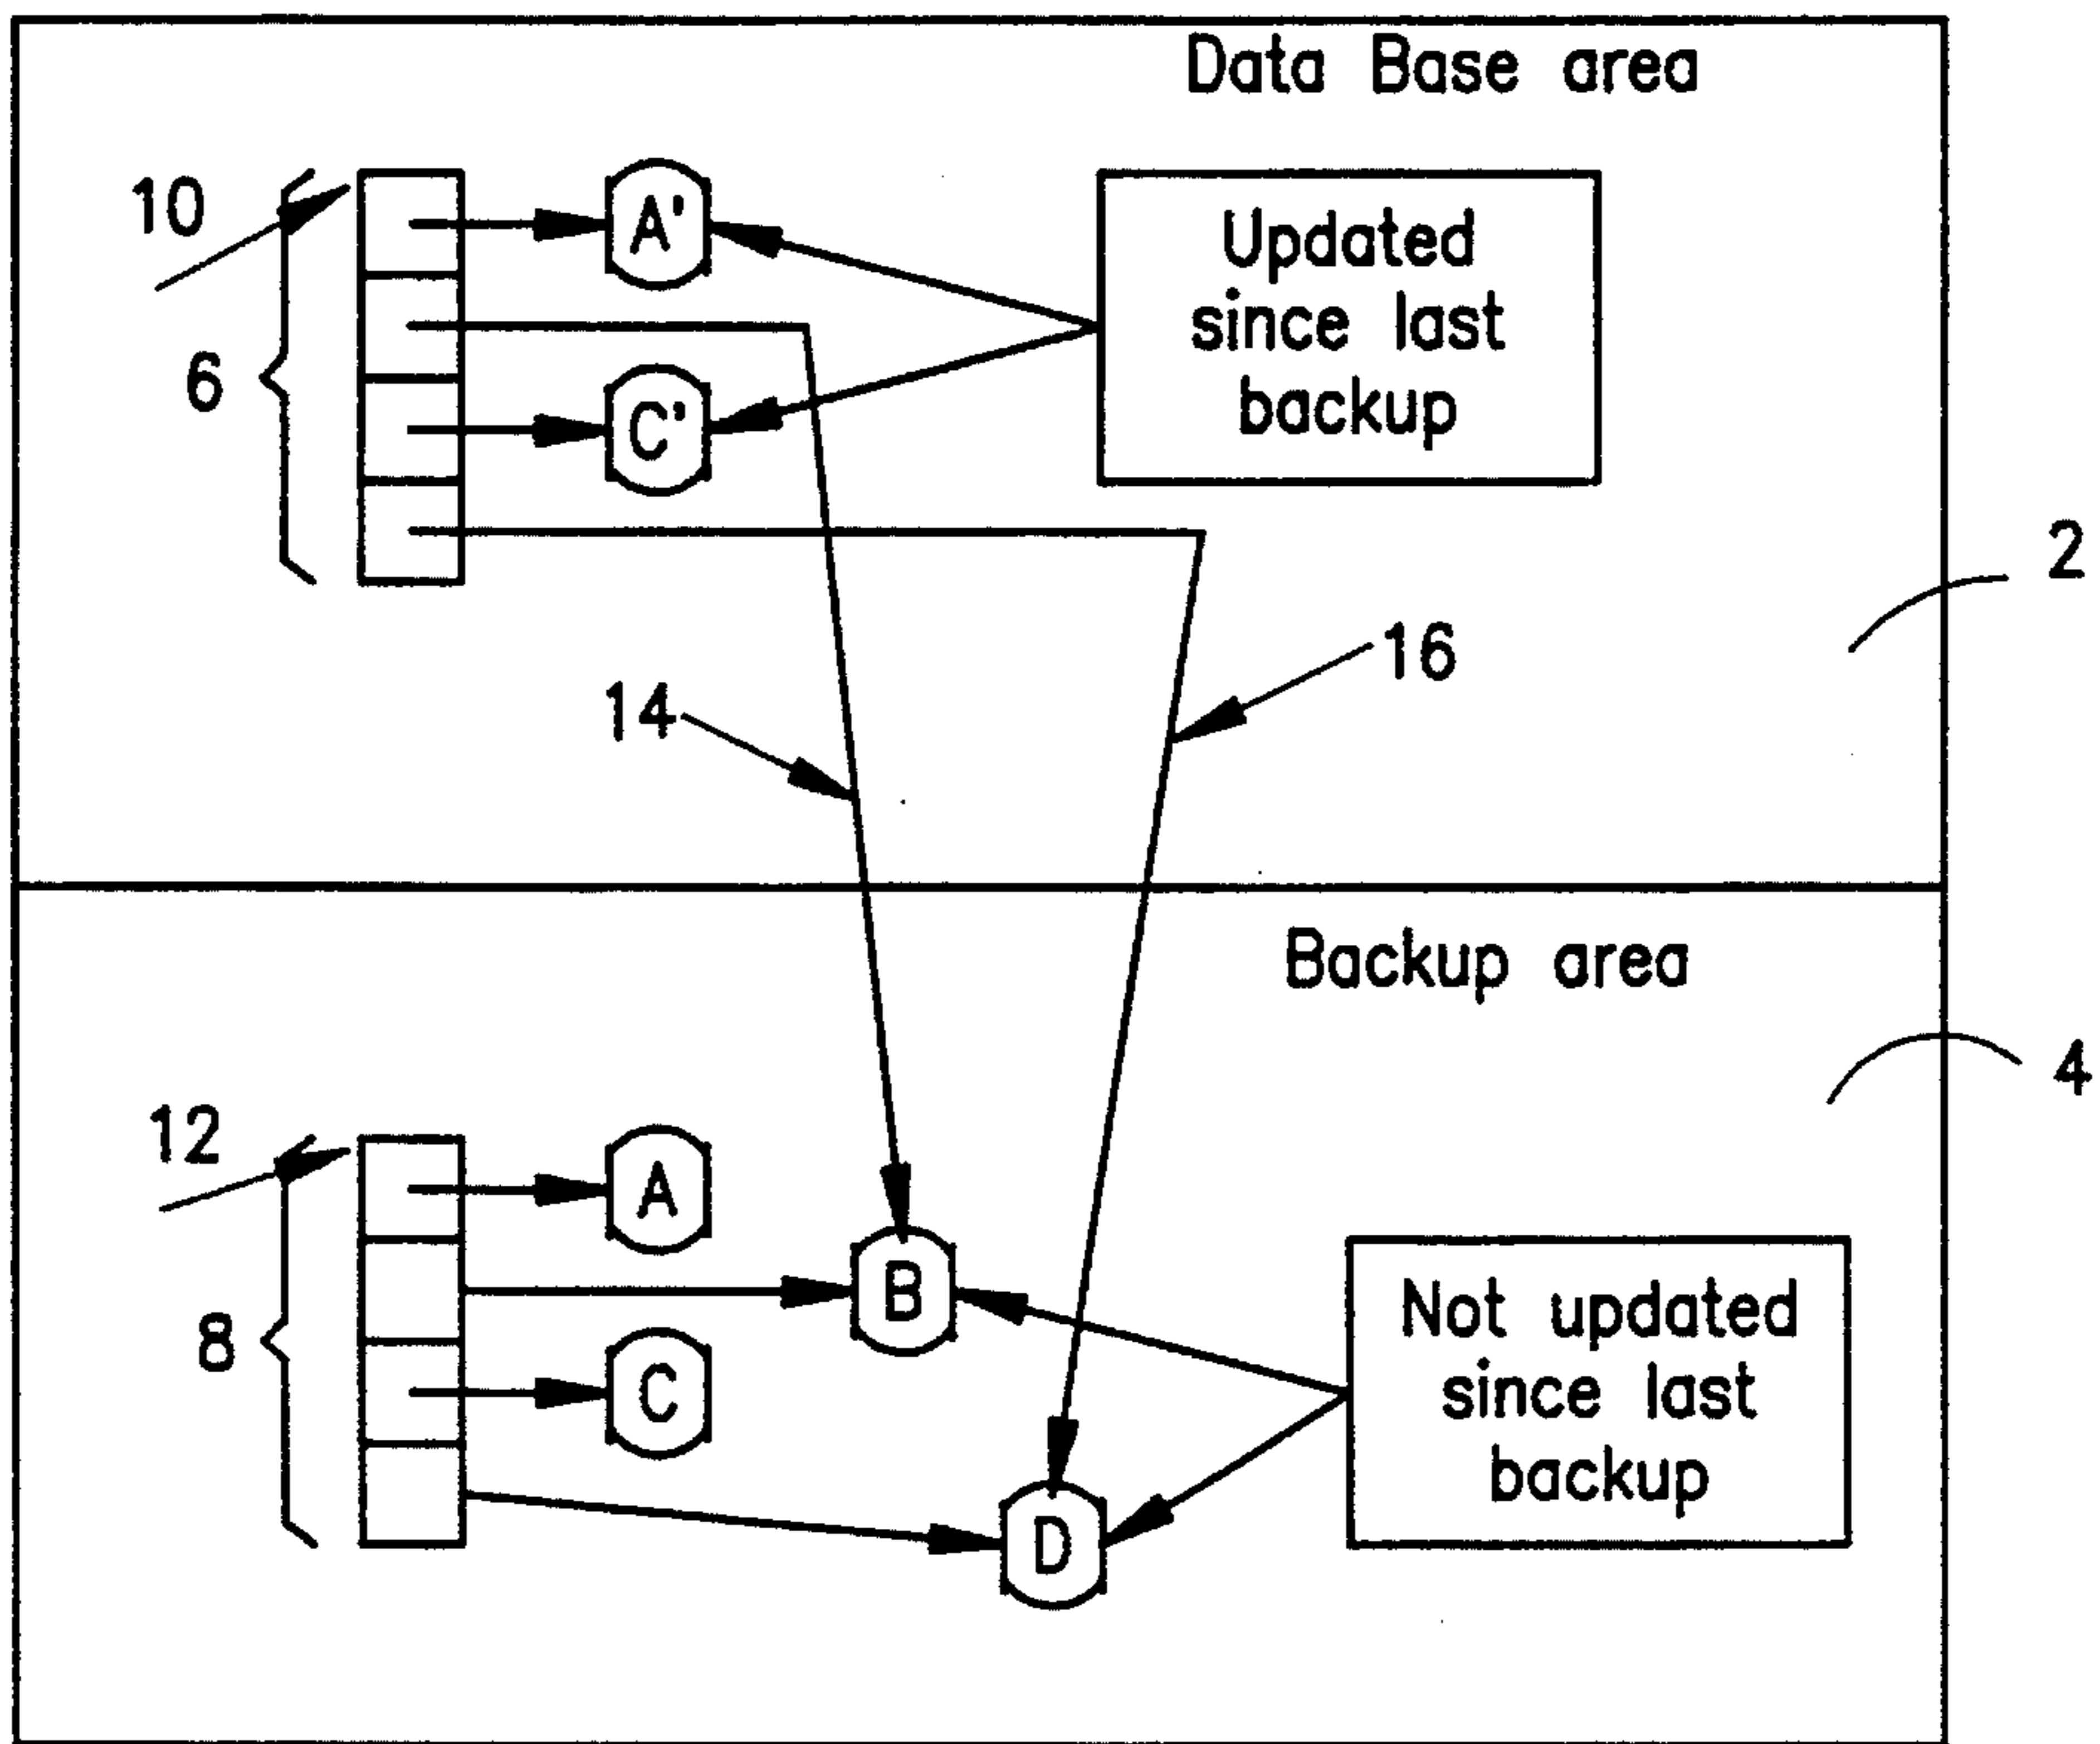 Data Base area
10
A'
Updated
since last
backup
6
C'
2
16
14
Backup area
4
12
A
B
Not updated
since last
backup
8
C
D